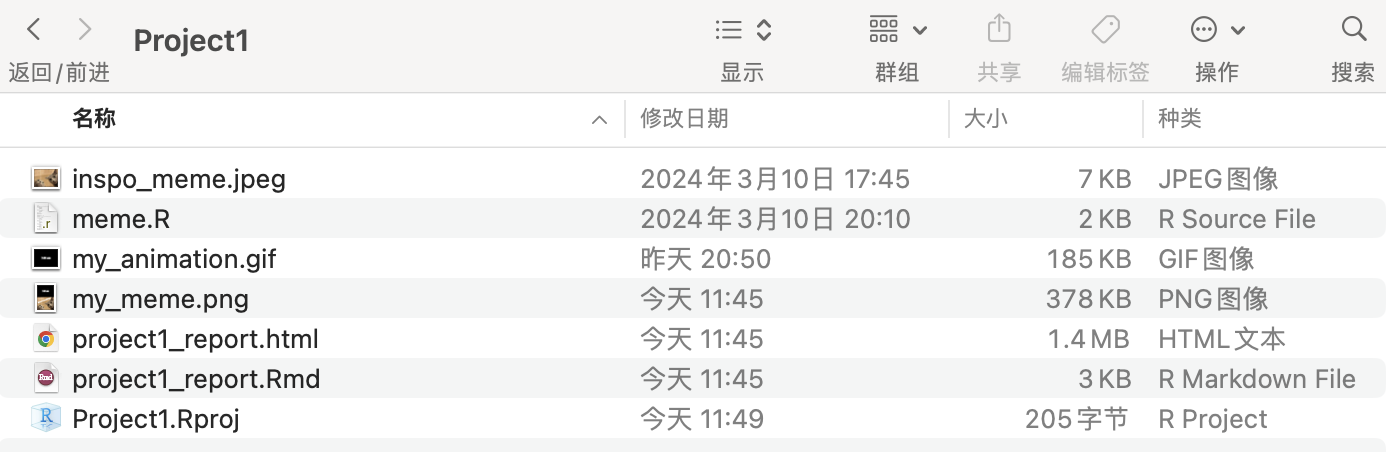 Project1
返回/前进 显示 群组 共享 编辑标签 操作 搜索
名称 修改日期 大小 种类
inspo_meme.jpeg 2024年3月10日 17:45 7 KB JPEG图像
meme.R 2024年3月10日 20:10 2 KB R Source File
my_animation.gif 昨天 20:50 185 KB GIF图像
my_meme.png 今天 11:45 378 KB PNG图像
project1_report.html 今天 11:45 1.4 MB HTML文本
project1_report.Rmd 今天 11:45 3 KB R Markdown File
Project1.Rproj 今天 11:49 205字节 R Project